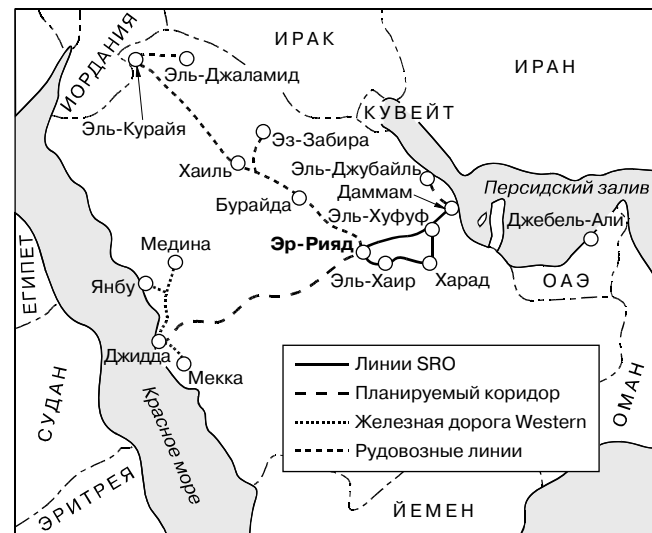 ИРАК
ИОРДАНИЯ
Эль-Джаламид
ИРАН
КУВЕЙТ
Эль-Курайя
Эз-Забира
Хаиль
Эль-Джубайль
Даммам
Персидский залив
Бурайда
Эль-Хуфуф
Джебель-Али
Медина
Эр-Рияд
Янбу
Эль-Хаир
Харад
ОАЭ
ЕГИПЕТ
Джидда
Мекка
Линии SRO
Планируемый коридор
Железная дорога Western
Рудовозные линии
СУДАН
Красное море
ОМАН
ЭРИТРЕЯ
ЙЕМЕН